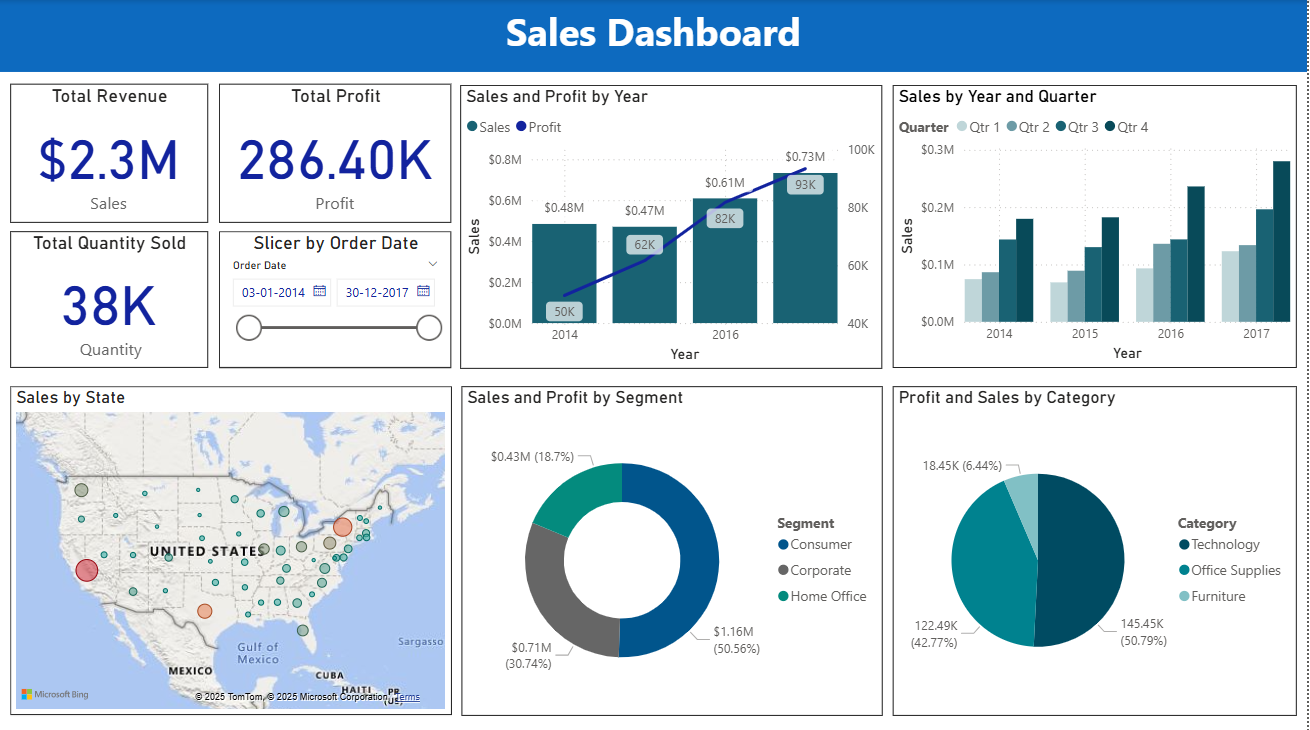 Sales Dashboard
Total Revenue
$2.3M
Sales
Total Profit
286.40K
Profit
Total Quantity Sold
38K
Quantity
Slicer by Order Date
Order Date
03-01-2014
30-12-2017
Sales and Profit by Year
Sales Profit
$0.8M
$0.6M
$0.4M
$0.2M
$0.0M
Sales
$0.48M
$0.47M
$0.61M
$0.73M
50K
62K
82K
93K
100K
80K
60K
40K
2014
2016
Year
Sales by Year and Quarter
Quarter Qtr 1 Qtr 2 Qtr 3 Qtr 4
$0.3M
$0.2M
$0.1M
$0.0M
Sales
2014
2015
2016
2017
Year
Sales by State
UNITED STATES
Gulf of
Mexico
Sargasso
MEXICO
CUBA
HAITI
PR
(US)
Microsoft Bing
© 2025 TomTom, © 2025 Microsoft Corporation, Terms
Sales and Profit by Segment
$0.43M (18.7%)
$0.71M
(30.74%)
$1.16M
(50.56%)
Segment
Consumer
Corporate
Home Office
Profit and Sales by Category
18.45K (6.44%)
122.49K
(42.77%)
145.45K
(50.79%)
Category
Technology
Office Supplies
Furniture